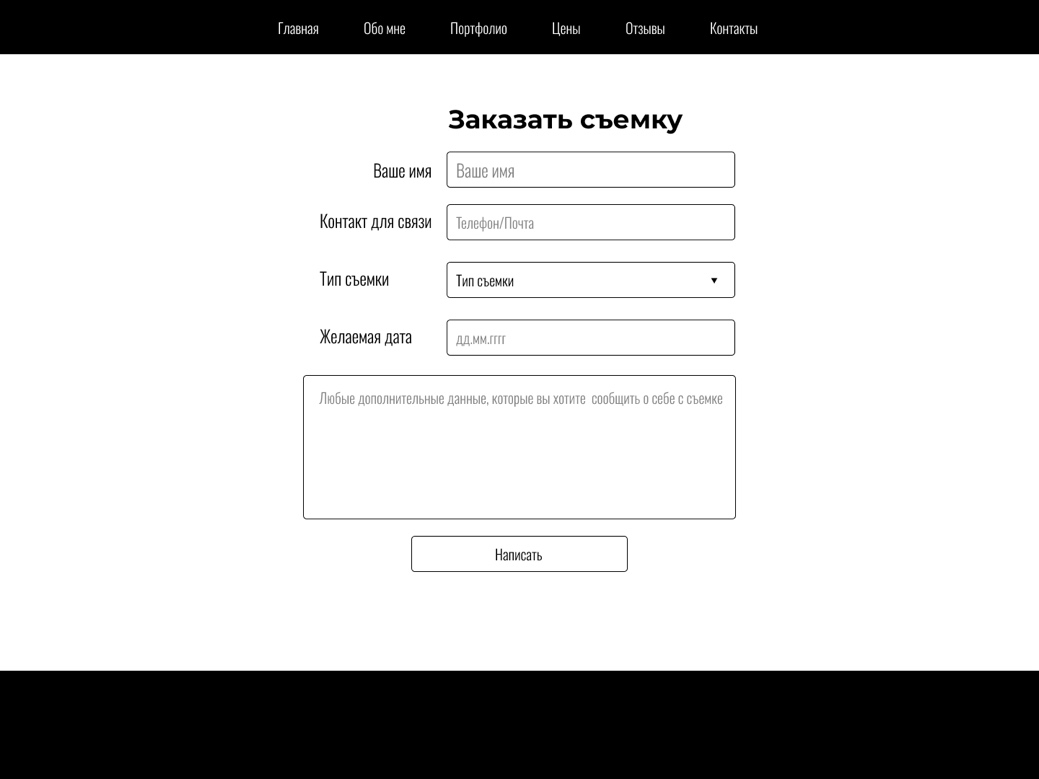 Главная Обо мне Портфолио Цены Отзывы Контакты
Заказать съемку
Ваше имя Ваше имя
Контакт для связи Телефон/Почта
Тип съемки Тип съемки
Желаемая дата дд.мм.гггг
Любые дополнительные данные, которые вы хотите сообщить о себе с съемке
Написать